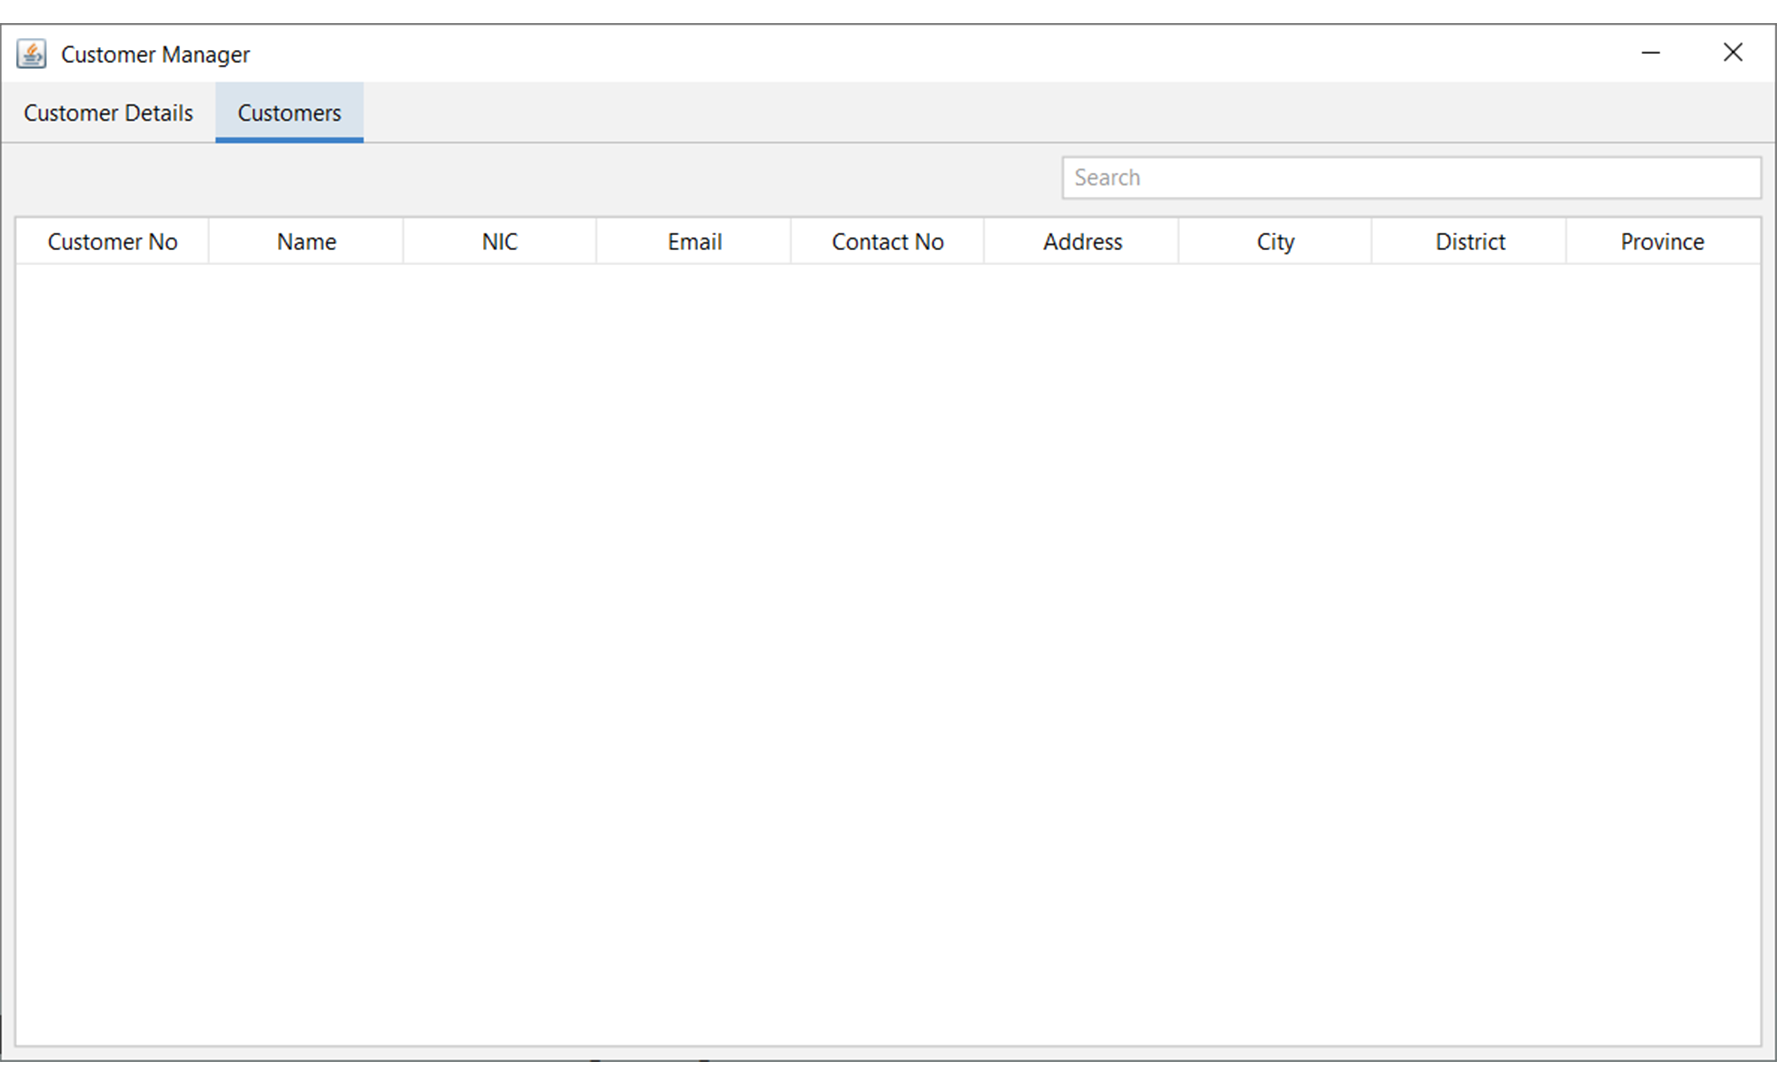 Customer Manager
Customer Details Customers
Search
Customer No Name NIC Email Contact No Address City District Province